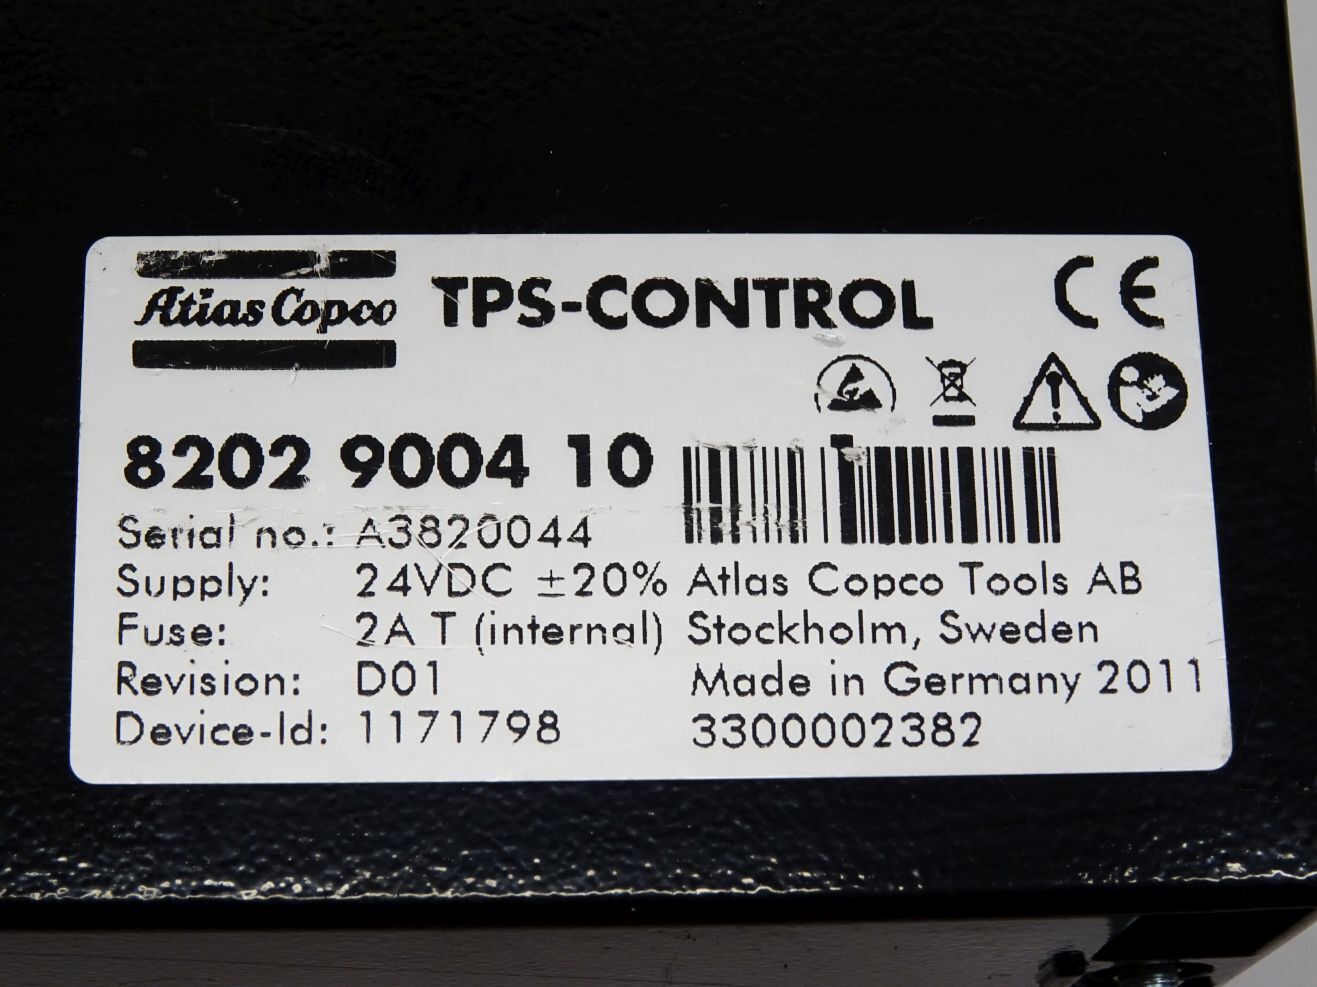 Atlas Copco
TPS-CONTROL
CE
8202 9004 10
Serial no.: A3820044
Supply: 24VDC ±20%
Fuse: 2A T (internal)
Revision: D01
Device-Id: 1171798
Atlas Copco Tools AB
Stockholm, Sweden
Made in Germany 2011
3300002382